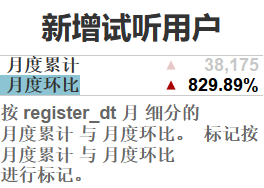 新增试听用户
月度累计 ▲ 38,175
月度环比 ▲ 829.89%
按 register_dt 月 细分的
月度累计 与 月度环比。 标记按
月度累计 与 月度环比
进行标记。